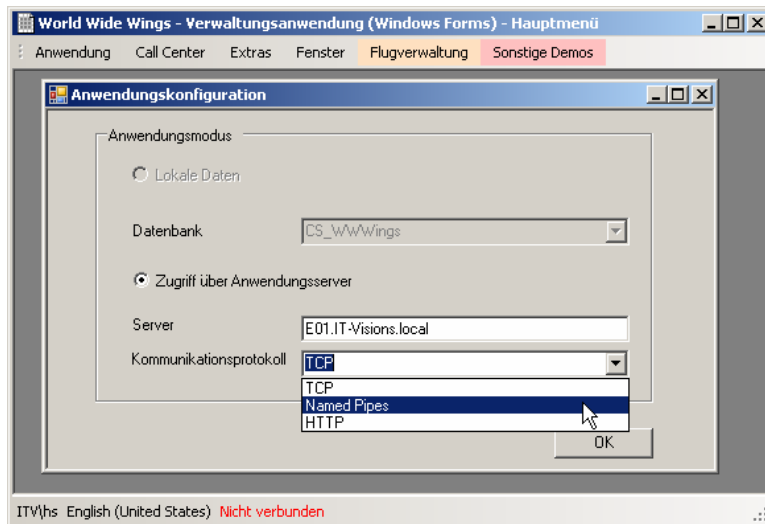 World Wide Wings - Verwaltungsanwendung (Windows Forms) - Hauptmenü
Anwendung Call Center Extras Fenster Flugverwaltung Sonstige Demos
Anwendungskonfiguration
Anwendungsmodus
Lokale Daten
Datenbank CS_WWWings
Zugriff über Anwendungsserver
Server E01.IT-Visions.local
Kommunikationsprotokoll TCP
TCP
Named Pipes
HTTP
OK
ITV\hs English (United States) Nicht verbunden